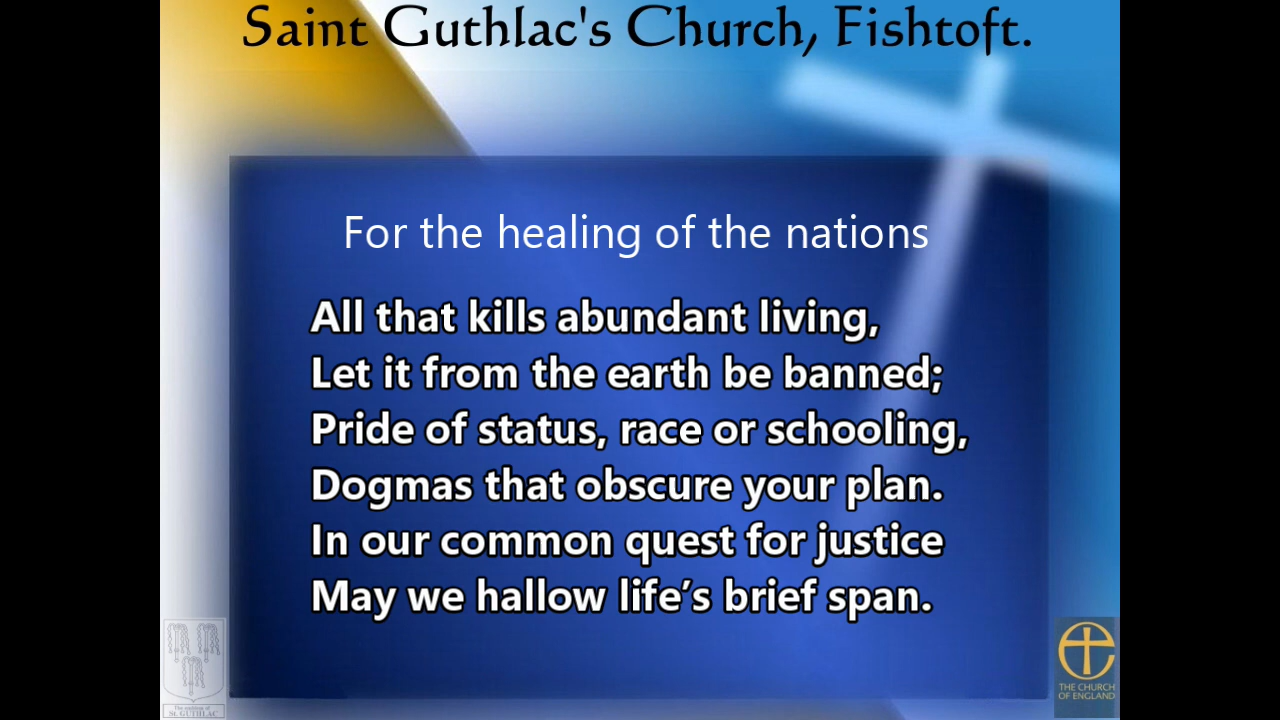 Saint Guthlac's Church, Fishtoft.
For the healing of the nations
All that kills abundant living,
Let it from the earth be banned;
Pride of status, race or schooling,
Dogmas that obscure your plan.
In our common quest for justice
May we hallow life’s brief span.
St. GUTHLAC
THE CHURCH
OF ENGLAND